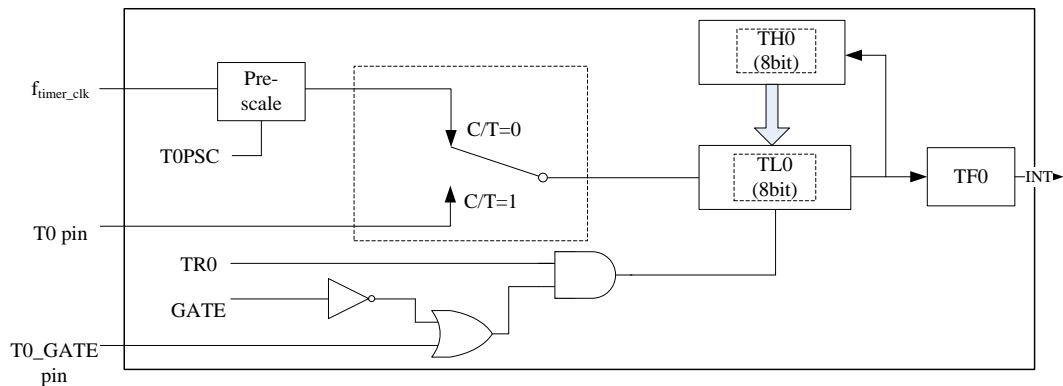 TH0
(8bit)
Pre-
scale
f_timer_clk
C/T=0
T0PSC
TL0
(8bit)
TF0
INT
C/T=1
T0 pin
TR0
GATE
T0_GATE
pin